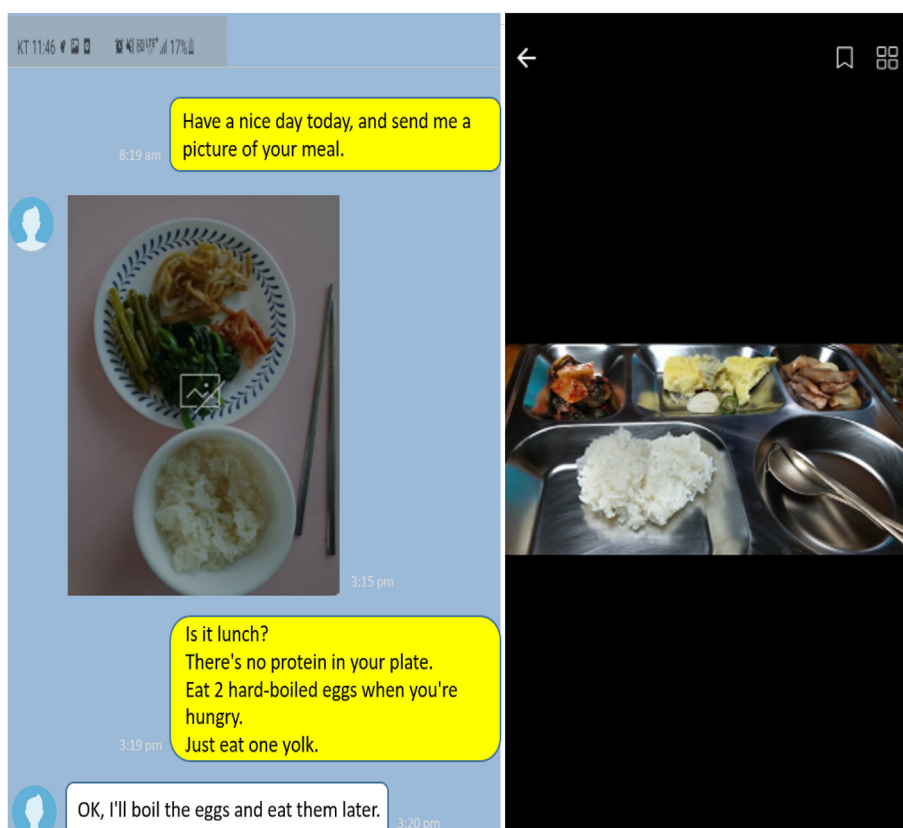 KT 11:46
LTE 17%
Have a nice day today, and send me a
picture of your meal.
8:19 am
3:15 pm
Is it lunch?
There's no protein in your plate.
Eat 2 hard-boiled eggs when you're
hungry.
Just eat one yolk.
3:19 pm
OK, I'll boil the eggs and eat them later.
3:20 pm